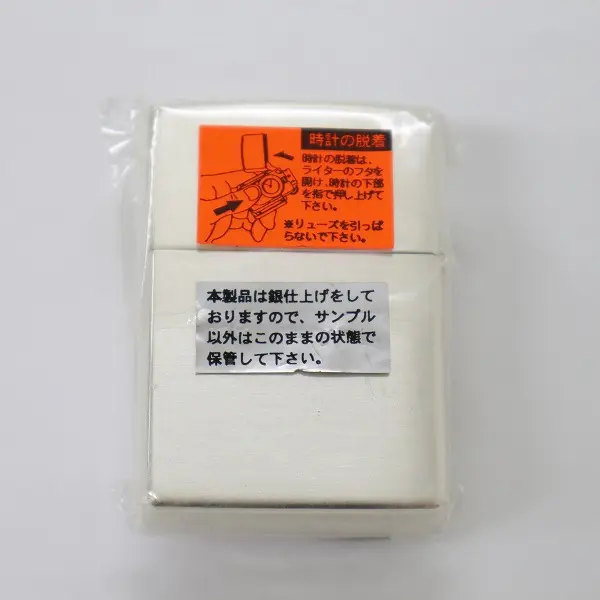 時計の脱着
時計の脱着は、
ライターのフタを
開け、時計の下部
を指で押し上げて
下さい。
※リューズを引っぱ
らないで下さい。
本製品は銀仕上げをして
おりますので、サンプル
以外はこのままの状態で
保管して下さい。